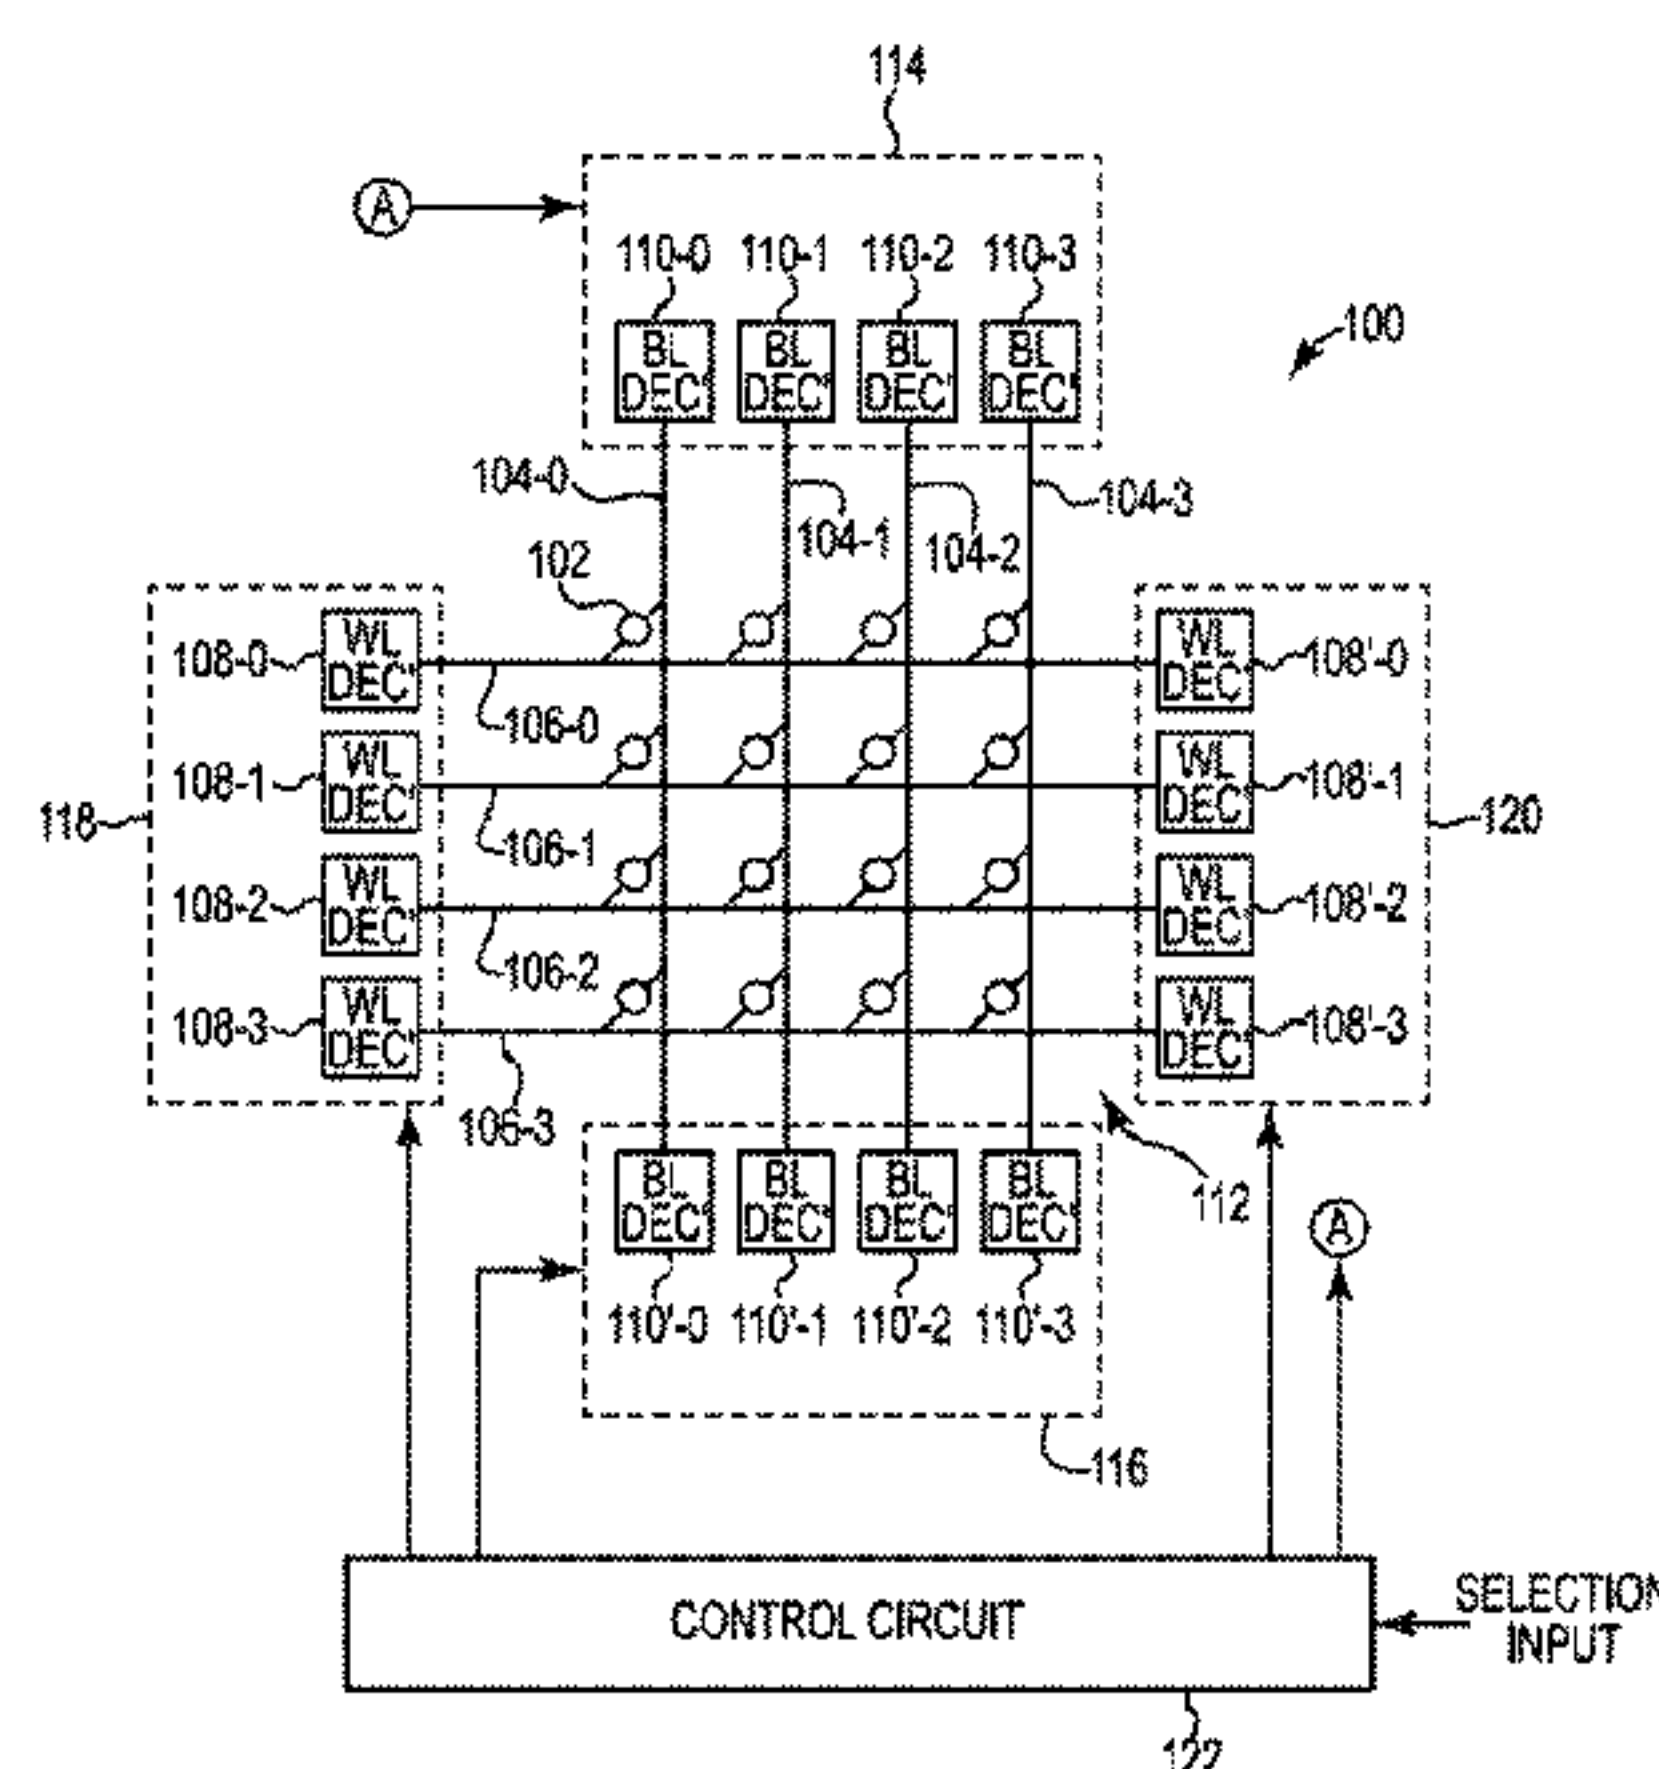 114
A
110-0 110-1 110-2 110-3
100
BL DEC' BL DEC' BL DEC' BL DEC'
104-0
104-1
104-2
104-3
102
108-0 WL DEC'
106-0
WL DEC' 108'-0
108-1 WL DEC'
106-1
WL DEC' 108'-1
118
120
108-2 WL DEC'
106-2
WL DEC' 108'-2
108-3 WL DEC'
106-3
WL DEC' 108'-3
112
BL DEC' BL DEC' BL DEC' BL DEC'
A
110'-0 110'-1 110'-2 110'-3
116
CONTROL CIRCUIT
SELECTION
INPUT
122